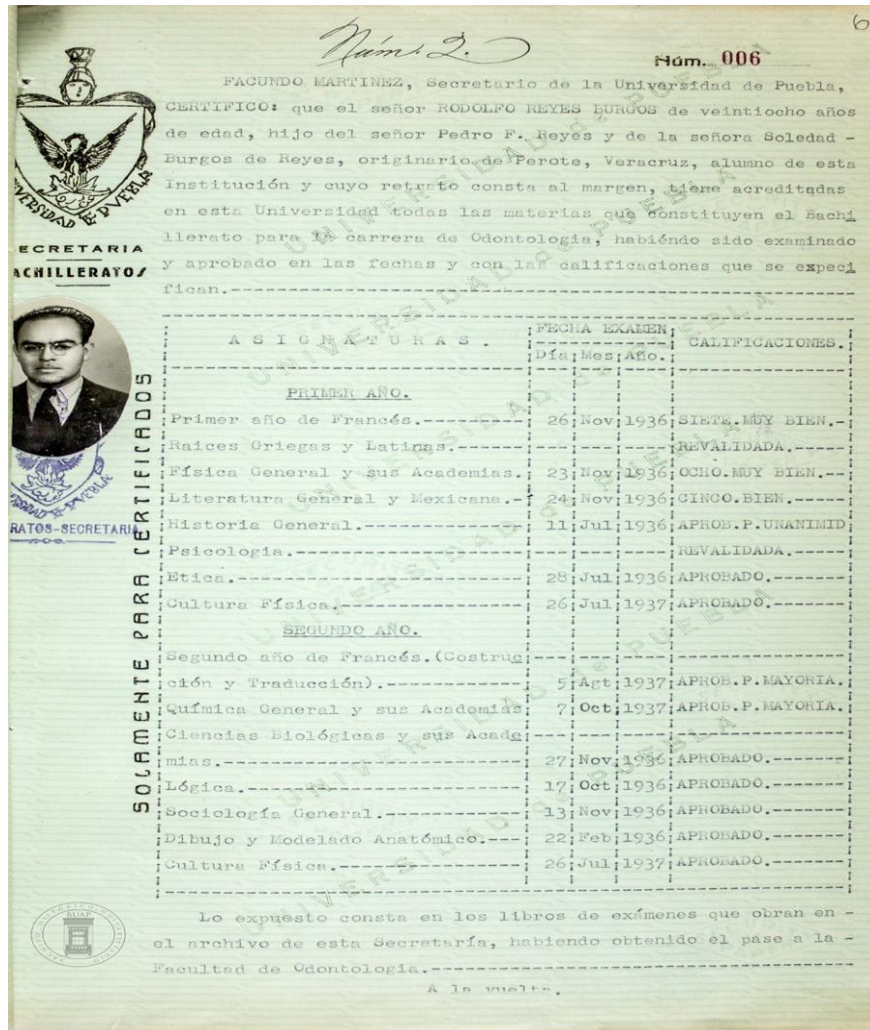 6
Núm. 2.
Núm. 006
FACUNDO MARTINEZ, Secretario de la Universidad de Puebla,
CERTIFICO: que el señor RODOLFO REYES BURGOS de veintiocho años
de edad, hijo del señor Pedro F. Reyes y de la señora Soledad -
Burgos de Reyes, originario de Perote, Veracruz, alumno de esta
Institución y cuyo retrato consta al margen, tiene acreditadas
en esta Universidad todas las materias que constituyen el Bachi
llerato para la carrera de Odontologia, habiéndo sido examinado
y aprobado en las fechas y con las calificaciones que se especi
fican.-
UNIVERSIDAD DE PUEBLA
ECRETARIA
ACHILLERATOS
RATOS-SECRETARIA
SOLAMENTE PARA CERTIFICADOS
ASIGNATURAS. FECHA EXAMEN CALIFICACIONES.
Día Mes Año.
PRIMER AÑO.
Primer año de Francés.- 26 Nov 1936 SIETE.MUY BIEN.-
Raices Griegas y Latinas.- --- --- ---- REVALIDADA.-
Física General y sus Academias. 23 Nov 1936 OCHO.MUY BIEN.--
Literatura General y Mexicana.- 24 Nov 1936 CINCO.BIEN.-----
Historia General.- 11 Jul 1936 APROB.P.UNANIMID
Psicologia.- --- --- ---- REVALIDADA.-----
Etica.- 28 Jul 1936 APROBADO.-------
Cultura Física.- 26 Jul 1937 APROBADO.-------
SEGUNDO AÑO.
Segundo año de Francés.(Costruc --- --- ----
ción y Traducción).- 5 Agt 1937 APROB.P.MAYORIA.
Química General y sus Academias 7 Oct 1937 APROB.P.MAYORIA.
Ciencias Biológicas y sus Acade --- --- ----
mias.- 27 Nov 1936 APROBADO.-------
Lógica.- 17 Oct 1936 APROBADO.-------
Sociología General.- 13 Nov 1936 APROBADO.-------
Dibujo y Modelado Anatómico.--- 22 Feb 1936 APROBADO.-------
Cultura Física.- 26 Jul 1937 APROBADO.-------
Lo expuesto consta en los libros de exámenes que obran en -
el archivo de esta Secretaría, habiendo obtenido el pase a la -
Facultad de Odontologia.-
A la vuelta.
ARCHIVO HISTÓRICO UNIVERSITARIO
BUAP